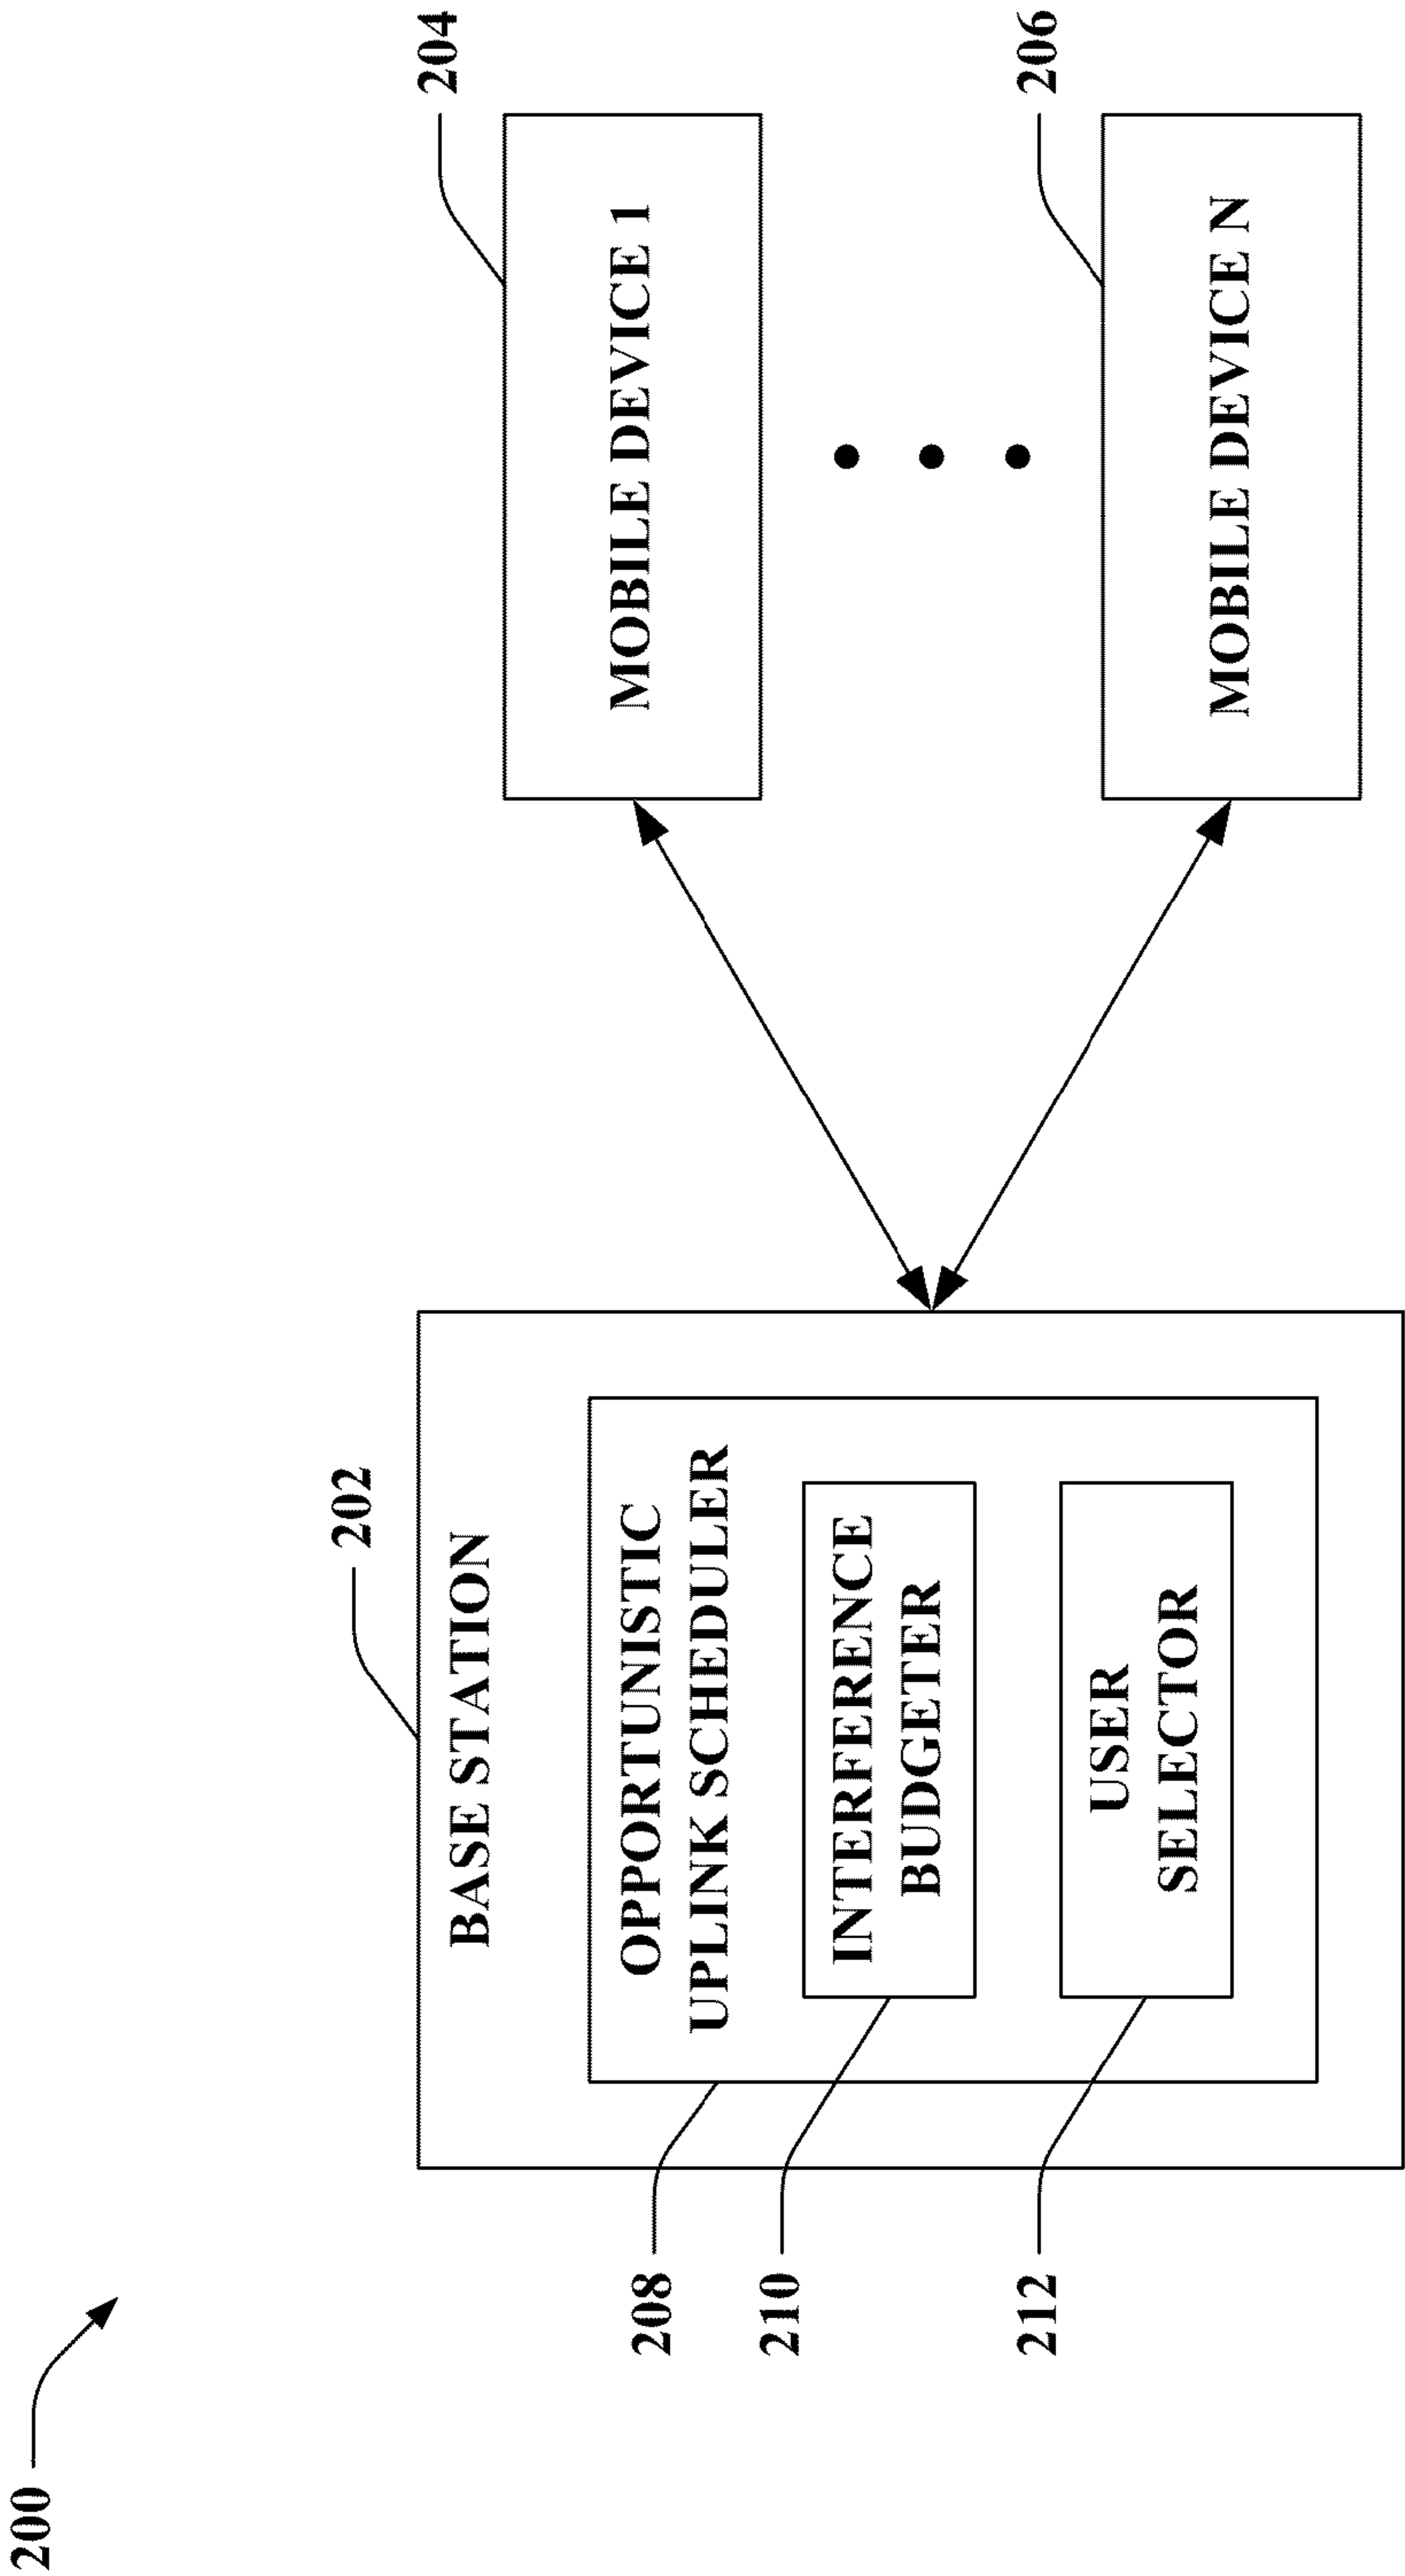 200
202
BASE STATION
OPPORTUNISTIC
UPLINK SCHEDULER
INTERFERENCE
BUDGETER
USER
SELECTOR
208
210
212
204
MOBILE DEVICE 1
206
MOBILE DEVICE N